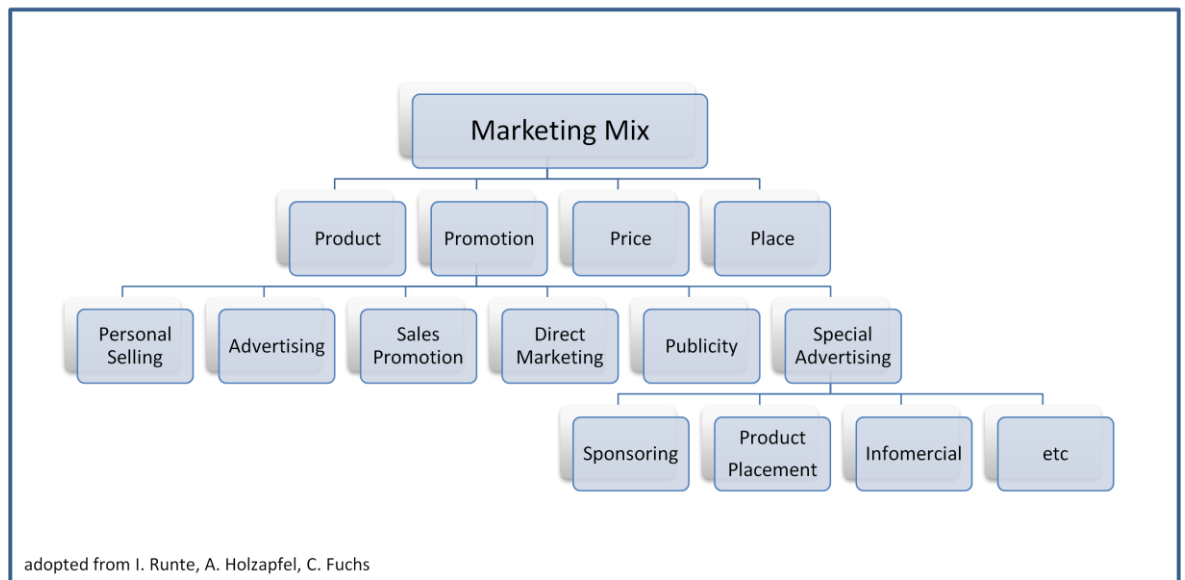 Marketing Mix
Product
Promotion
Price
Place
Personal
Selling
Advertising
Sales
Promotion
Direct
Marketing
Publicity
Special
Advertising
Sponsoring
Product
Placement
Infomercial
etc
adopted from I. Runte, A. Holzapfel, C. Fuchs